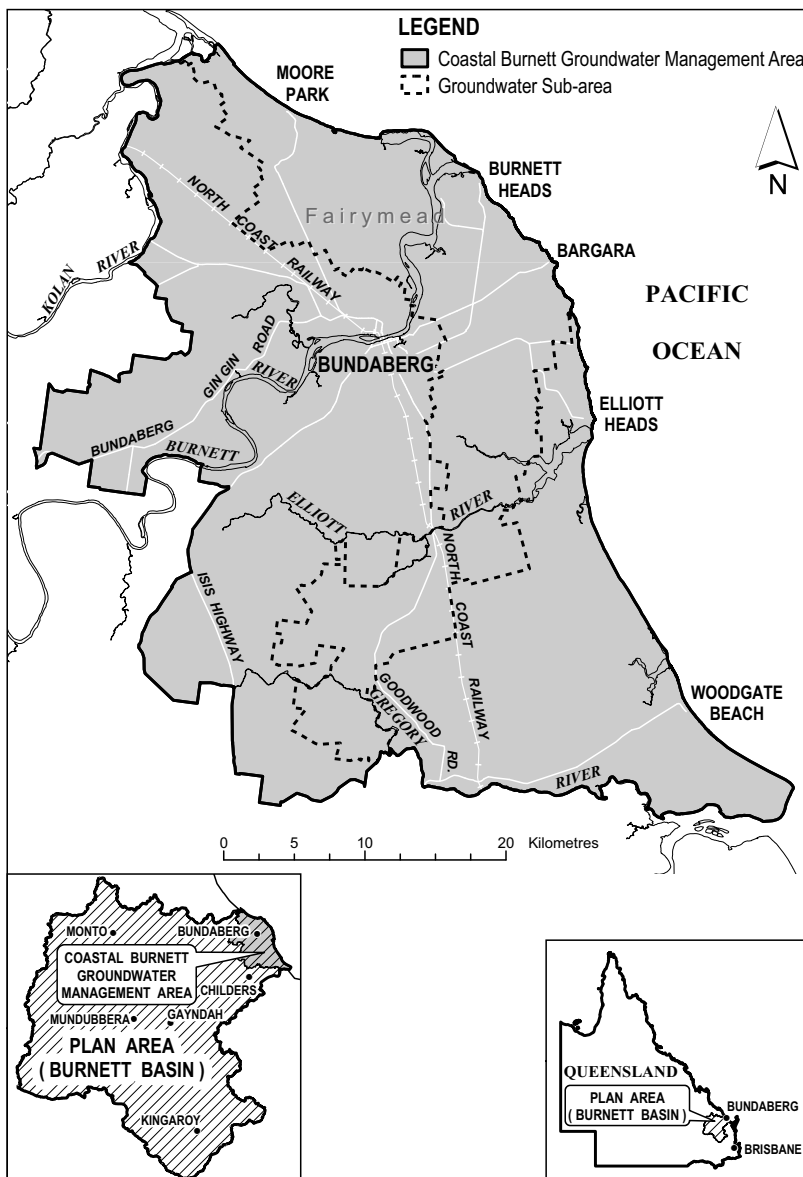 LEGEND
Coastal Burnett Groundwater Management Area
Groundwater Sub-area
MOORE
PARK
N
BURNETT
HEADS
NORTH COAST RAILWAY
Fairymead
BARGARA
KOLAN RIVER
PACIFIC
OCEAN
BUNDABERG
BUNDABERG GIN GIN ROAD
BURNETT RIVER
ELLIOTT
HEADS
ELLIOTT RIVER
ISIS HIGHWAY
NORTH COAST RAILWAY
GOODWOOD RD.
GREGORY RIVER
WOODGATE
BEACH
0 5 10 20 Kilometres
MONTO
BUNDABERG
COASTAL BURNETT
GROUNDWATER
MANAGEMENT AREA
CHILDERS
MUNDUBBERA
GAYNDAH
PLAN AREA
( BURNETT BASIN )
KINGAROY
QUEENSLAND
PLAN AREA
( BURNETT BASIN )
BUNDABERG
BRISBANE